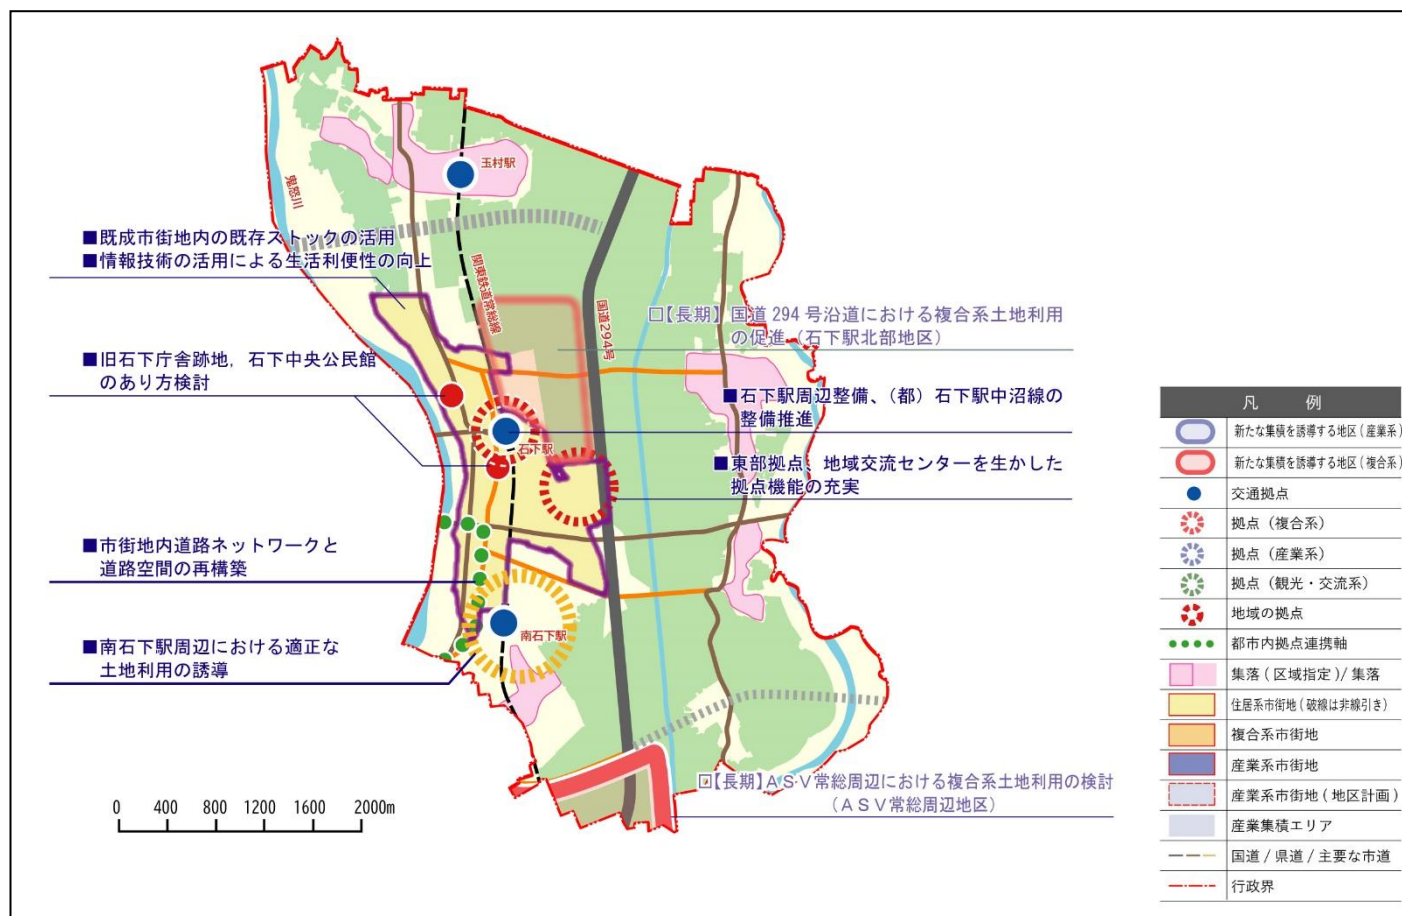 玉村駅
鬼怒川
■既成市街地内の既存ストックの活用
■情報技術の活用による生活利便性の向上
関東鉄道常総線
国道294号
□【長期】国道294号沿道における複合系土地利用
の促進（石下駅北部地区）
■旧石下庁舎跡地，石下中央公民館
のあり方検討
■石下駅周辺整備、（都）石下駅中沼線の
整備推進
石下駅
■東部拠点、地域交流センターを生かした
拠点機能の充実
■市街地内道路ネットワークと
道路空間の再構築
南石下駅
■南石下駅周辺における適正な
土地利用の誘導
□【長期】ＡＳＶ常総周辺における複合系土地利用の検討
（ＡＳＶ常総周辺地区）
0 400 800 1200 1600 2000m
凡 例
新たな集積を誘導する地区（産業系）
新たな集積を誘導する地区（複合系）
交通拠点
拠点（複合系）
拠点（産業系）
拠点（観光・交流系）
地域の拠点
都市内拠点連携軸
集落（区域指定）/ 集落
住居系市街地（破線は非線引き）
複合系市街地
産業系市街地
産業系市街地（地区計画）
産業集積エリア
国道 / 県道 / 主要な市道
行政界